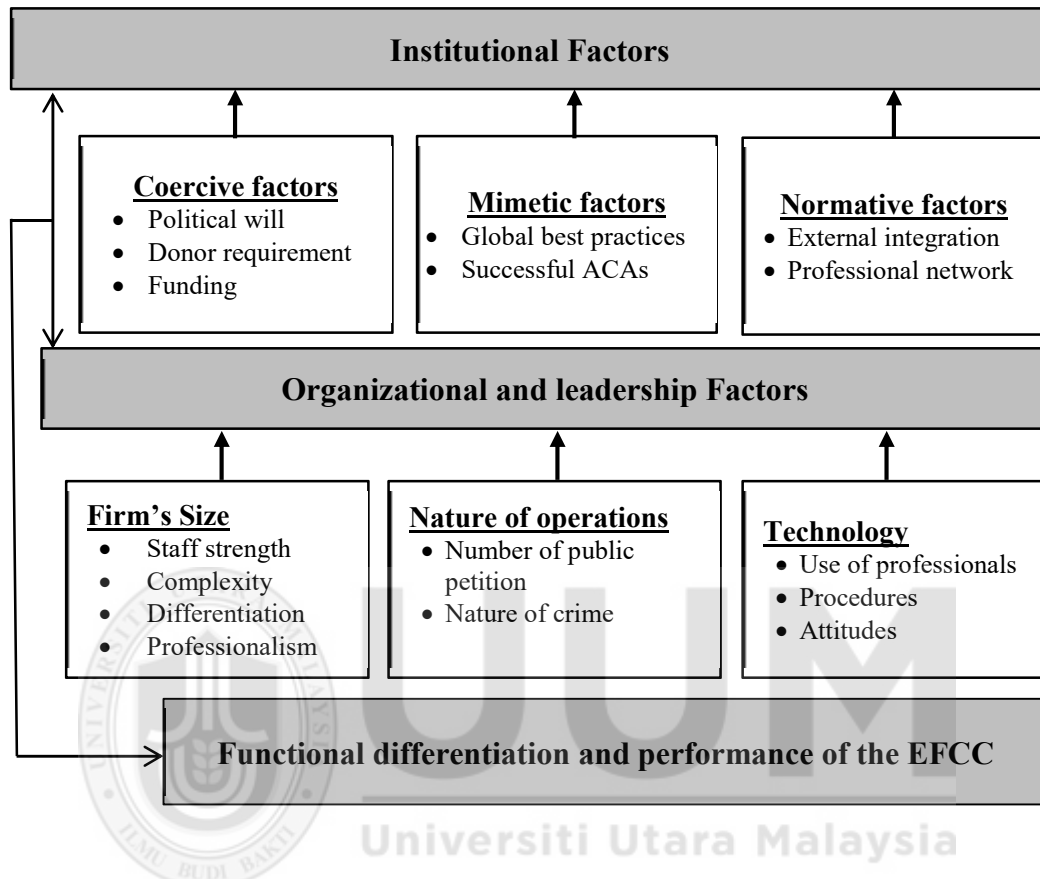 Institutional Factors
Coercive factors
• Political will
• Donor requirement
• Funding
Mimetic factors
• Global best practices
• Successful ACAs
Normative factors
• External integration
• Professional network
Organizational and leadership Factors
Firm’s Size
• Staff strength
• Complexity
• Differentiation
• Professionalism
Nature of operations
• Number of public
petition
• Nature of crime
Technology
• Use of professionals
• Procedures
• Attitudes
Functional differentiation and performance of the EFCC
UUM
Universiti Utara Malaysia
ILMU BUDI BAKTI